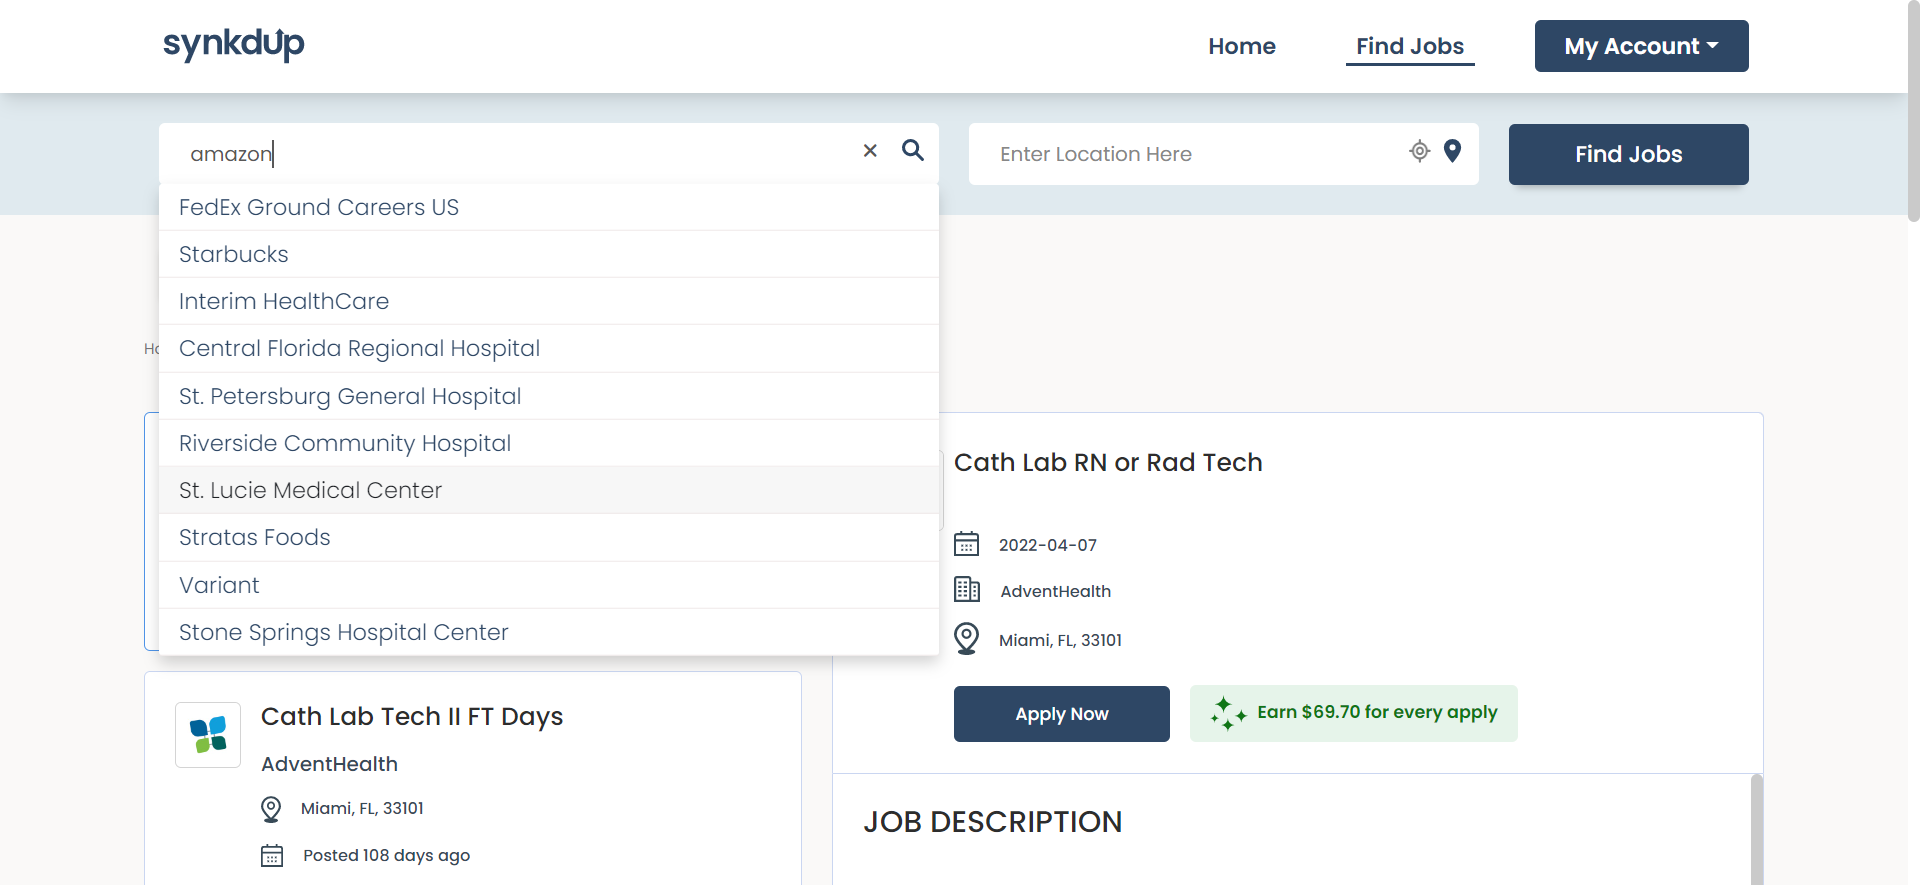 synkdup
Home
Find Jobs
My Account
amazon
Enter Location Here
Find Jobs
FedEx Ground Careers US
Starbucks
Interim HealthCare
Central Florida Regional Hospital
St. Petersburg General Hospital
Riverside Community Hospital
St. Lucie Medical Center
Stratas Foods
Variant
Stone Springs Hospital Center
Cath Lab Tech II FT Days
AdventHealth
Miami, FL, 33101
Posted 108 days ago
Cath Lab RN or Rad Tech
2022-04-07
AdventHealth
Miami, FL, 33101
Apply Now
Earn $69.70 for every apply
JOB DESCRIPTION